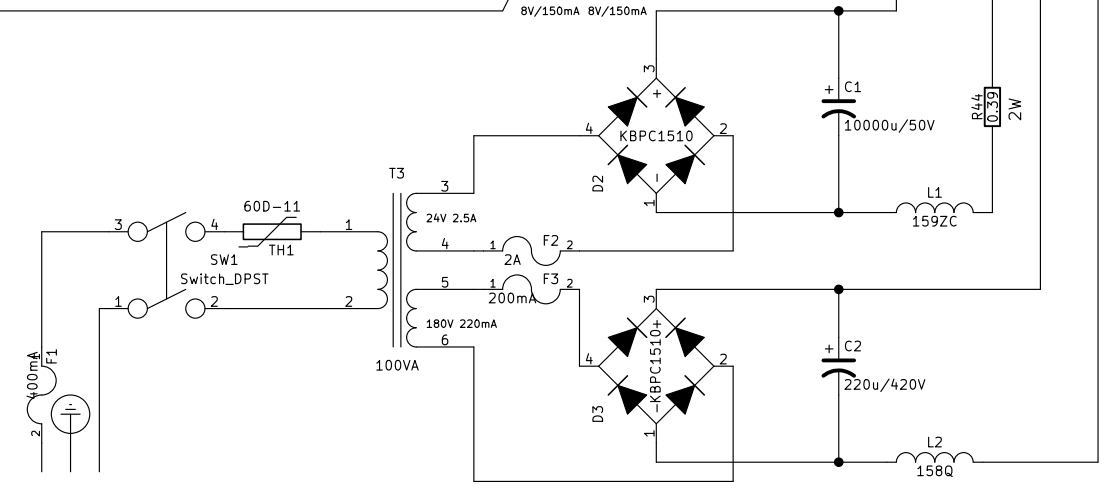 8V/150mA 8V/150mA
3
+
4
KBPC1510
2
-
1
D2
+
C1
10000u/50V
R44
0.39
2W
L1
159ZC
T3
3
24V 2.5A
4
1
F2
2
2A
60D-11
3
4
TH1
1
SW1
Switch_DPST
1
2
2
5
1
F3
2
200mA
180V 220mA
6
100VA
3
4
-KBPC1510+
2
1
D3
+
C2
220u/420V
L2
158Q
1
F1
400mA
2